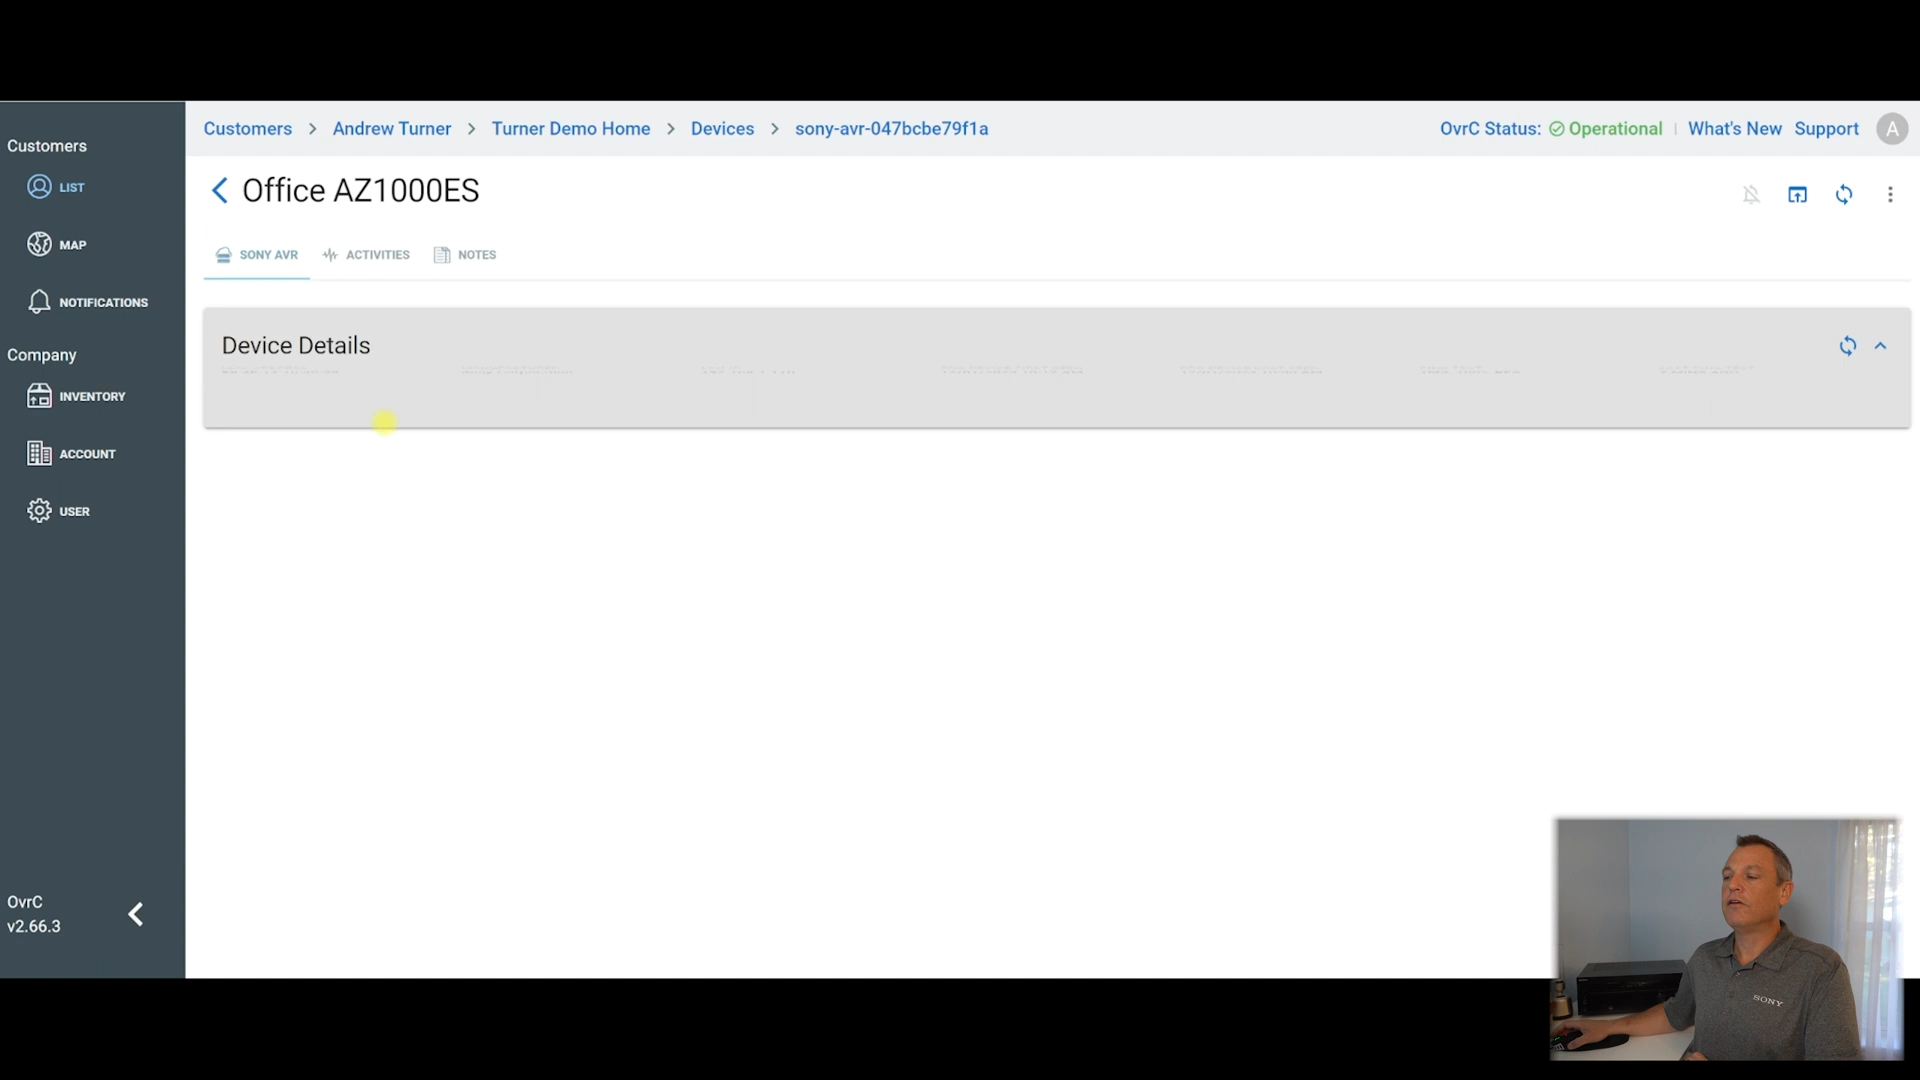 Customers > Andrew Turner > Turner Demo Home > Devices > sony-avr-047bcbe79f1a
OvrC Status: Operational | What's New Support A
Customers
LIST
MAP
NOTIFICATIONS
Company
INVENTORY
ACCOUNT
USER
OvrC
v2.66.3
Office AZ1000ES
SONY AVR ACTIVITIES NOTES
Device Details
SONY